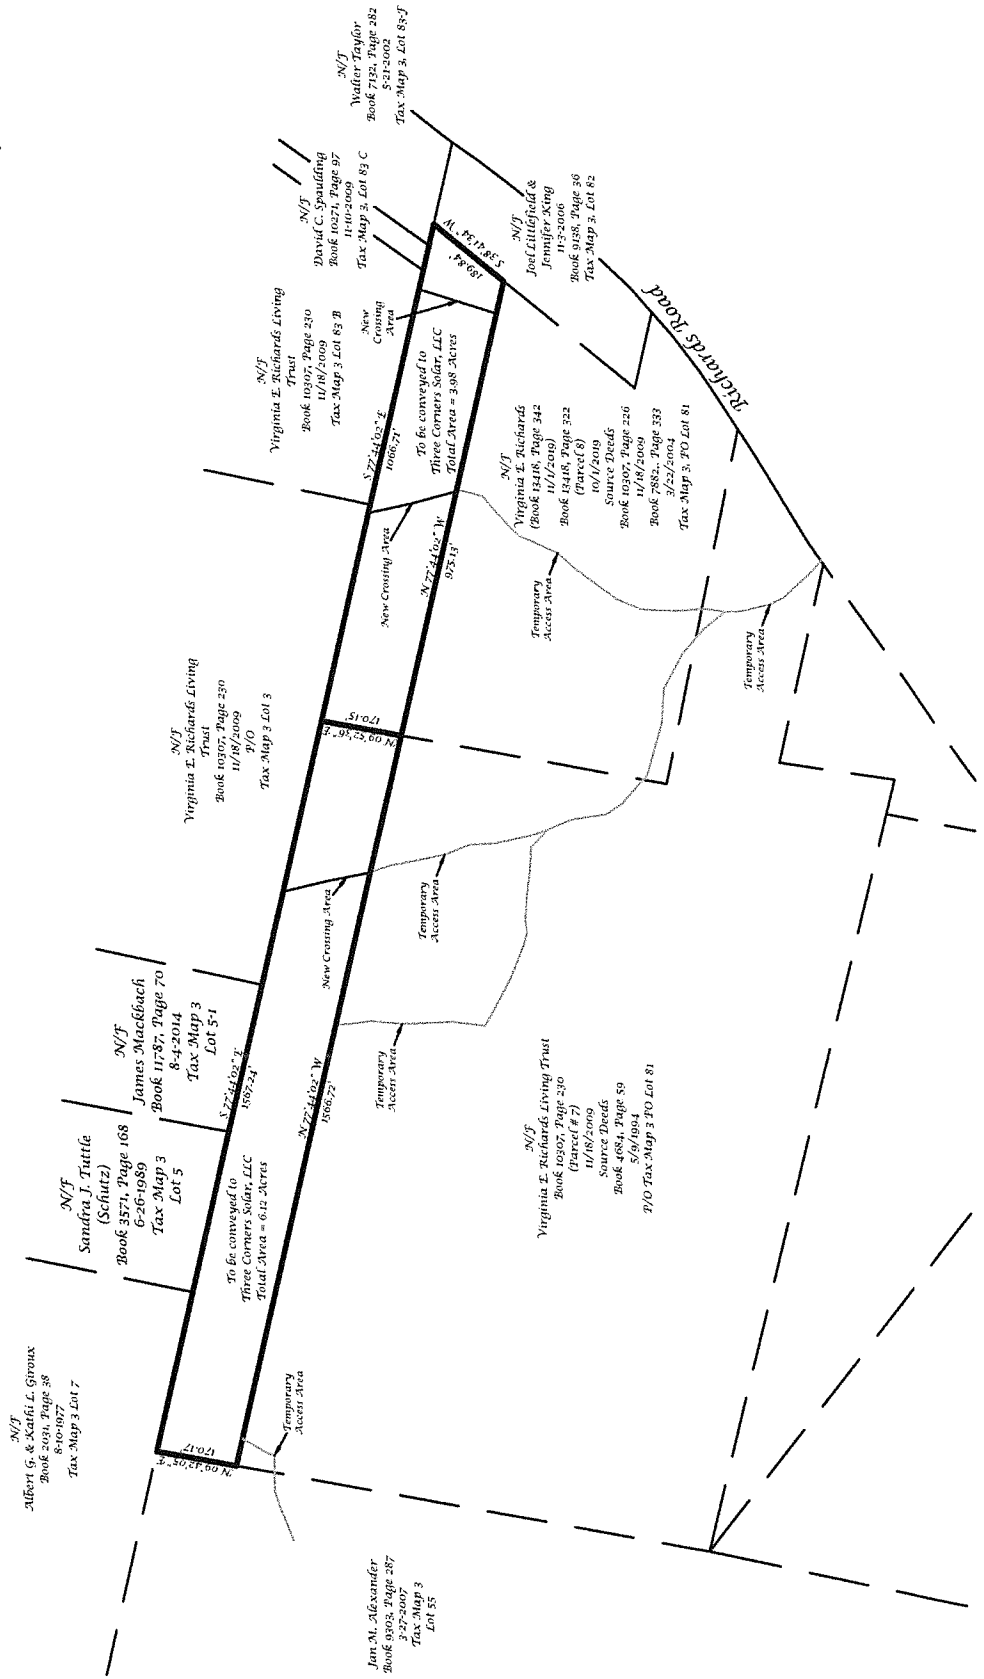 N/F
Albert G. & Kathi L. Giroux
Book 2031, Page 38
8-10-1977
Tax Map 3 Lot 7
N/F
Sandra J. Tuttle
(Schutz)
Book 3571, Page 168
6-26-1989
Tax Map 3
Lot 5
N/F
James Mackbach
Book 11787, Page 70
8-4-2014
Tax Map 3
Lot 5-1
N/F
Virginia E. Richards Living
Trust
Book 10307, Page 230
11/18/2009
P/O
Tax Map 3 Lot 3
N/F
Virginia E. Richards Living
Trust
Book 10307, Page 230
11/18/2009
Tax Map 3 Lot 83 B
N/F
David C. Spaulding
Book 10271, Page 97
11-10-2009
Tax Map 3, Lot 83 C
N/F
Walter Taylor
Book 7132, Page 282
5-21-2002
Tax Map 3, Lot 83-F
N 09°42'05" E
170.17'
S 77°44'02" E
1567.24'
N 77°44'02" W
1566.72'
To be conveyed to
Three Corners Solar, LLC
Total Area = 6.12 Acres
New Crossing Area
N 09°52'36" E
170.15'
New Crossing Area
S 77°44'02" E
1066.71'
N 77°44'02" W
975.13'
To be conveyed to
Three Corners Solar, LLC
Total Area = 3.98 Acres
New
Crossing
Area
S 38°41'34" W
189.84'
N/F
Joel Littlefield &
Jennifer King
11-3-2006
Book 9138, Page 36
Tax Map 3, Lot 82
Richards Road
N/F
Virginia E. Richards
(Book 13418, Page 342
11/1/2019)
Book 13418, Page 322
(Parcel 8)
10/1/2019
Source Deeds
Book 10307, Page 226
11/18/2009
Book 7882, Page 333
3/22/2004
Tax Map 3, PO Lot 81
Temporary
Access Area
Temporary
Access Area
Temporary
Access Area
Temporary
Access Area
Temporary
Access Area
N/F
Virginia E. Richards Living Trust
Book 10307, Page 230
(Parcel # 7)
11/18/2009
Source Deeds
Book 4684, Page 59
5/9/1994
P/O Tax Map 3 PO Lot 81
Jan M. Alexander
Book 9303, Page 287
3-27-2007
Tax Map 3
Lot 55